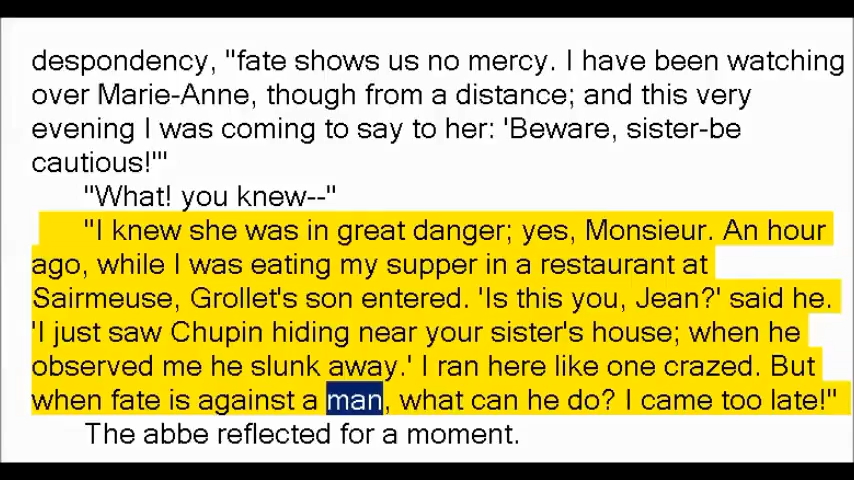 despondency, "fate shows us no mercy. I have been watching
over Marie-Anne, though from a distance; and this very
evening I was coming to say to her: 'Beware, sister-be
cautious!'"
"What! you knew--"
"I knew she was in great danger; yes, Monsieur. An hour
ago, while I was eating my supper in a restaurant at
Sairmeuse, Grollet's son entered. 'Is this you, Jean?' said he.
'I just saw Chupin hiding near your sister's house; when he
observed me he slunk away.' I ran here like one crazed. But
when fate is against a man, what can he do? I came too late!"
The abbe reflected for a moment.